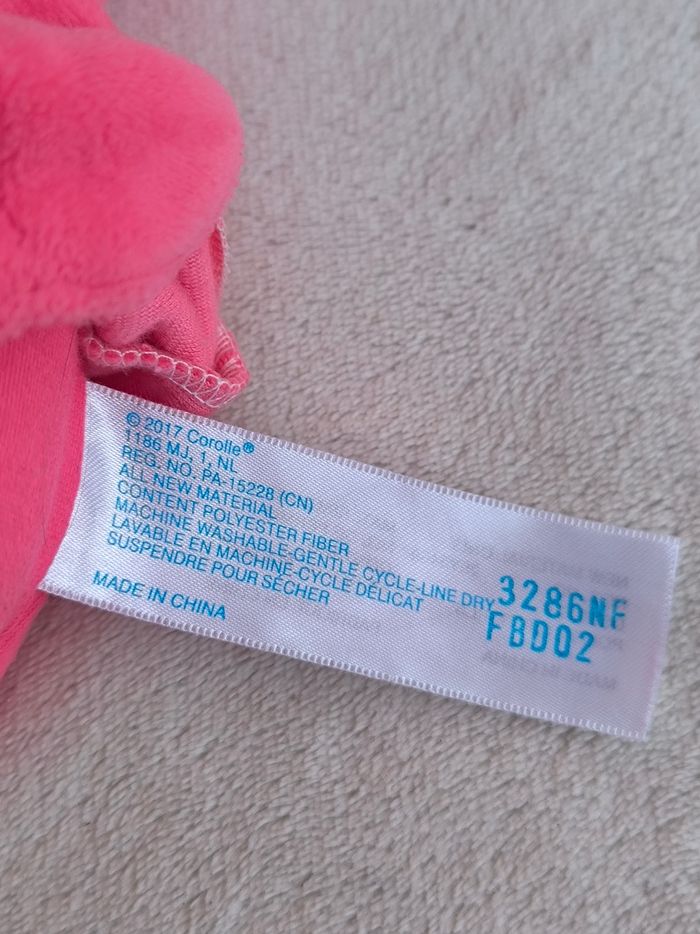 © 2017 Corolle®
1186 MJ, 1, NL
REG. NO. PA-15228 (CN)
ALL NEW MATERIAL
CONTENT POLYESTER FIBER
MACHINE WASHABLE-GENTLE CYCLE-LINE DRY
LAVABLE EN MACHINE-CYCLE DÉLICAT
SUSPENDRE POUR SÉCHER
MADE IN CHINA
3286NF
FBD02